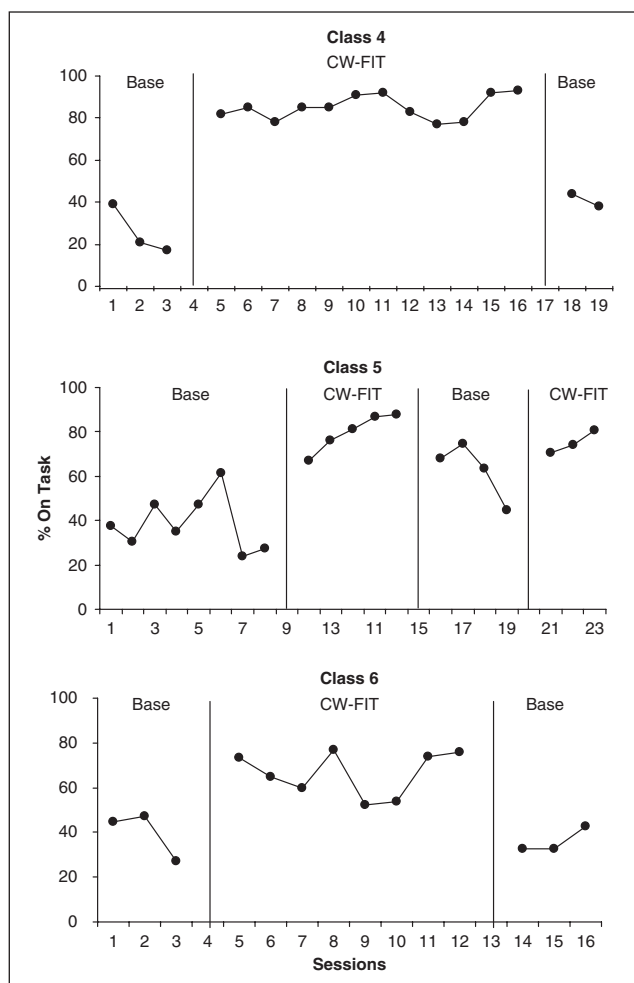 Class 4
CW-FIT
Base
Base
100
80
60
40
20
0
1 2 3 4 5 6 7 8 9 10 11 12 13 14 15 16 17 18 19
Class 5
Base
CW-FIT
Base
CW-FIT
% On Task
100
80
60
40
20
0
1 3 5 7 9 13 11 15 17 19 21 23
Class 6
Base
CW-FIT
Base
100
80
60
40
20
0
1 2 3 4 5 6 7 8 9 10 11 12 13 14 15 16
Sessions